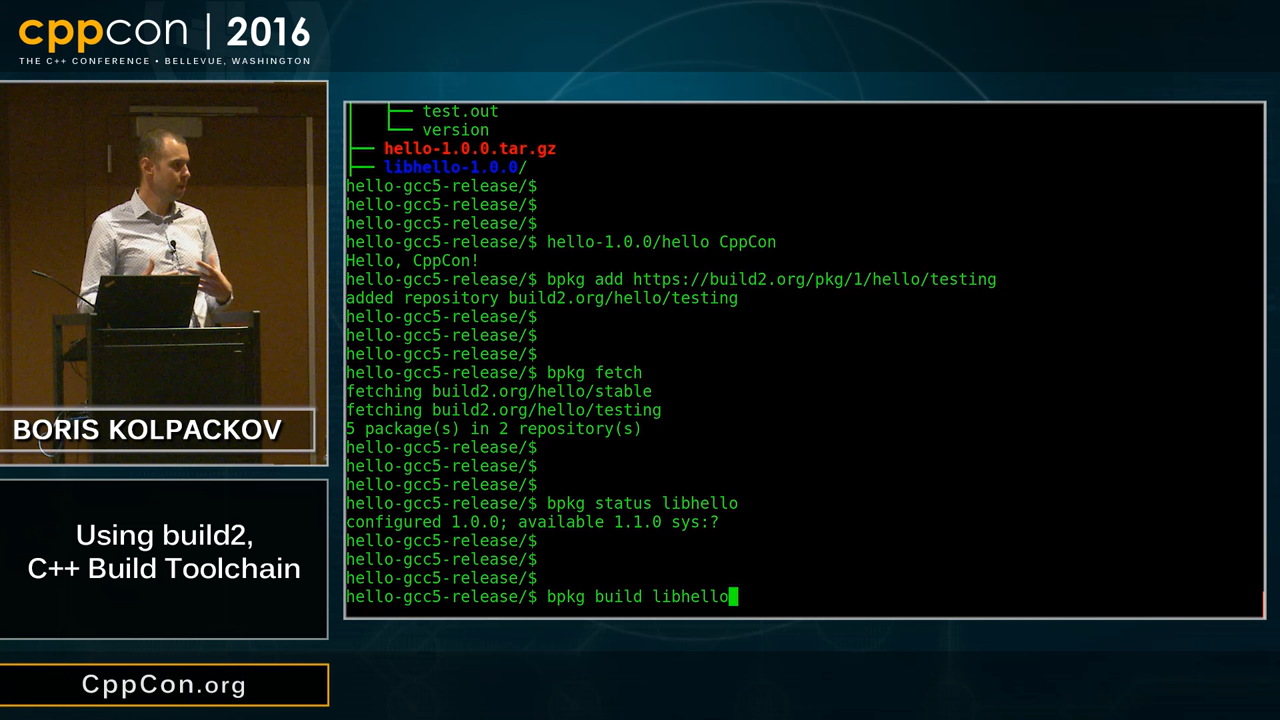 cppcon | 2016
THE C++ CONFERENCE • BELLEVUE, WASHINGTON
BORIS KOLPACKOV
Using build2,
C++ Build Toolchain
CppCon.org
test.out
version
hello-1.0.0.tar.gz
libhello-1.0.0/
hello-gcc5-release/$
hello-gcc5-release/$
hello-gcc5-release/$
hello-gcc5-release/$ hello-1.0.0/hello CppCon
Hello, CppCon!
hello-gcc5-release/$ bpkg add https://build2.org/pkg/1/hello/testing
added repository build2.org/hello/testing
hello-gcc5-release/$
hello-gcc5-release/$
hello-gcc5-release/$
hello-gcc5-release/$ bpkg fetch
fetching build2.org/hello/stable
fetching build2.org/hello/testing
5 package(s) in 2 repository(s)
hello-gcc5-release/$
hello-gcc5-release/$
hello-gcc5-release/$
hello-gcc5-release/$ bpkg status libhello
configured 1.0.0; available 1.1.0 sys:?
hello-gcc5-release/$
hello-gcc5-release/$
hello-gcc5-release/$
hello-gcc5-release/$ bpkg build libhello